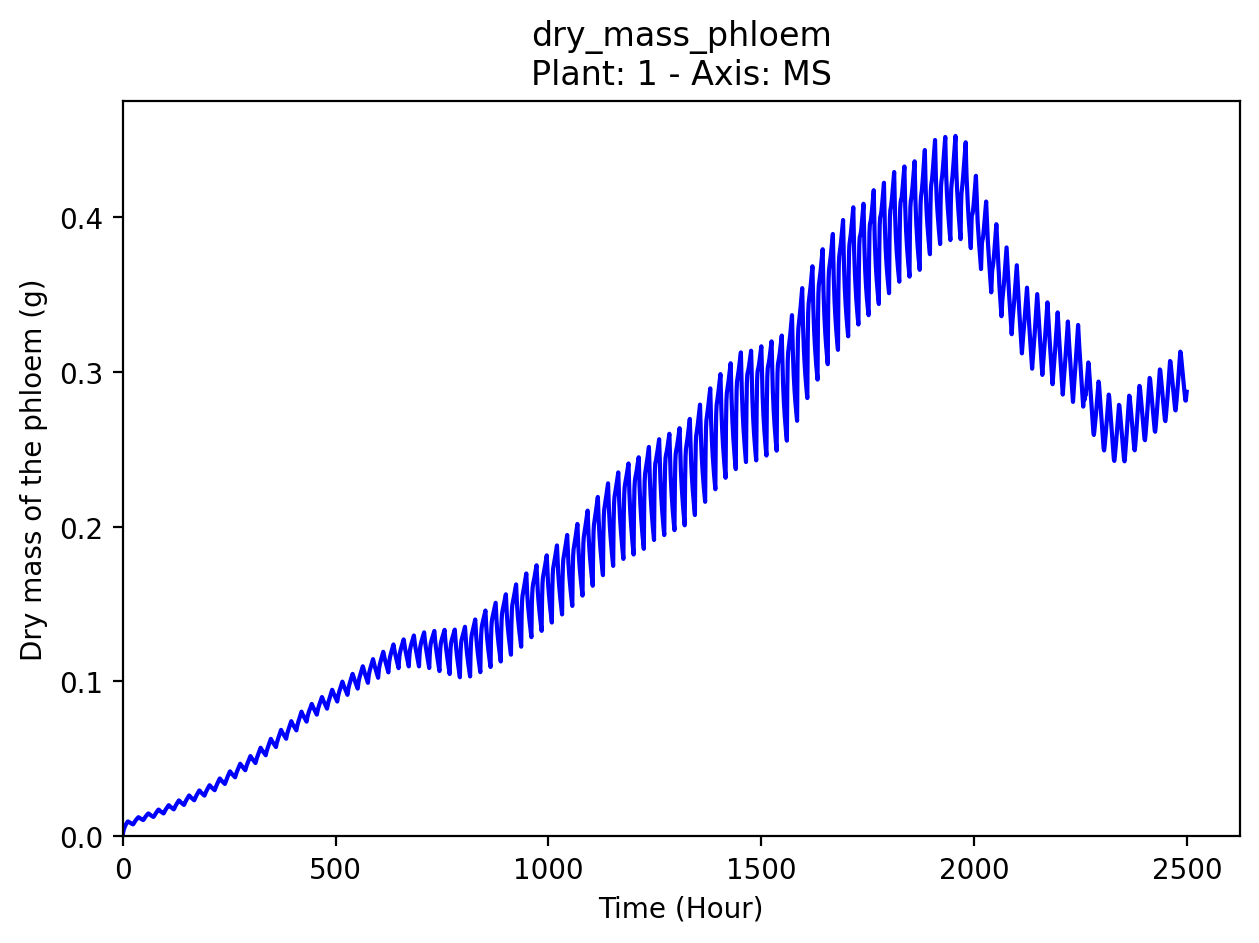 dry_mass_phloem
Plant: 1 - Axis: MS
Dry mass of the phloem (g)
0.4
0.3
0.2
0.1
0.0
0 500 1000 1500 2000 2500
Time (Hour)